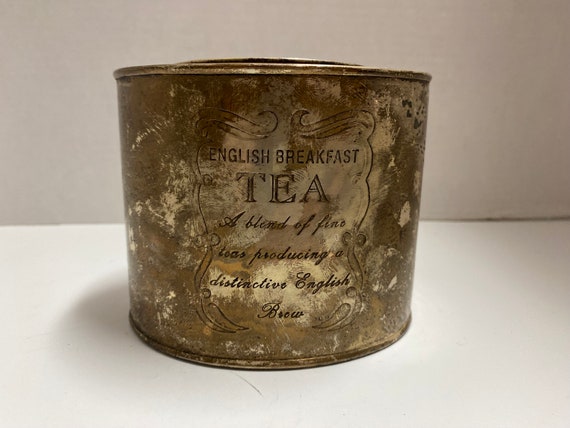 ENGLISH BREAKFAST
TEA
A blend of fine
teas producing a
distinctive English
Brew